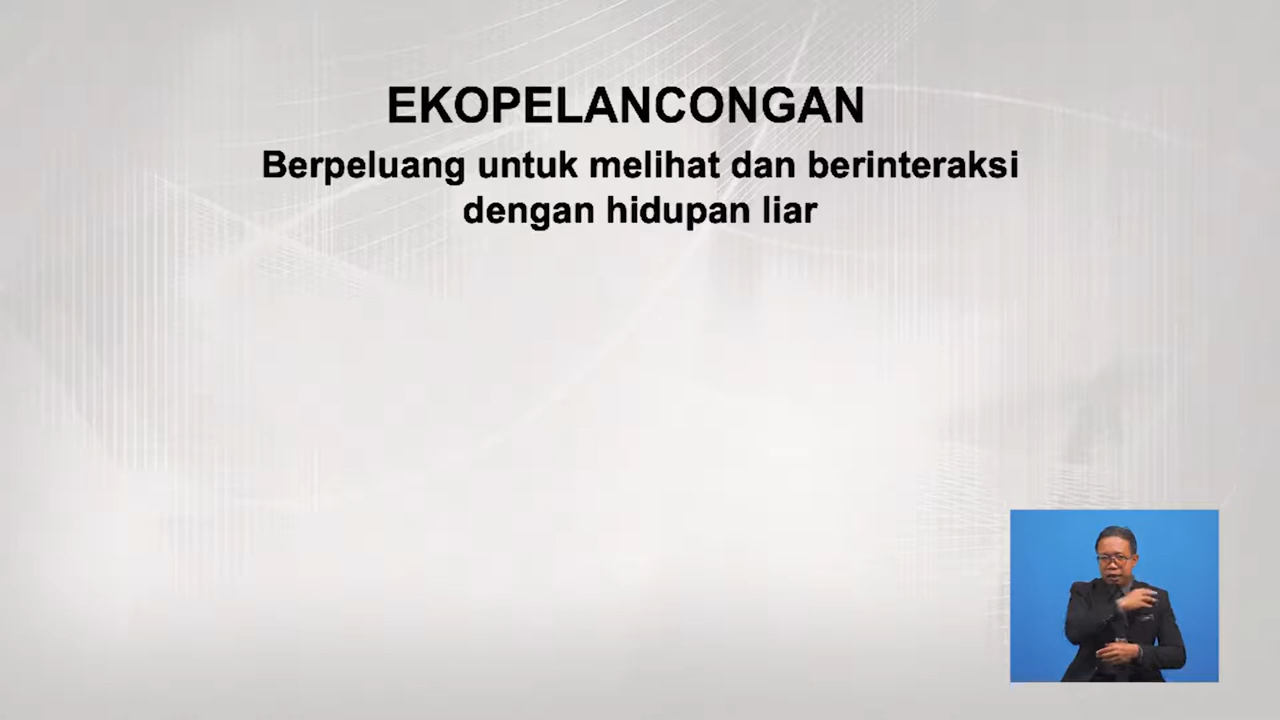 EKOPELANCONGAN
Berpeluang untuk melihat dan berinteraksi
dengan hidupan liar